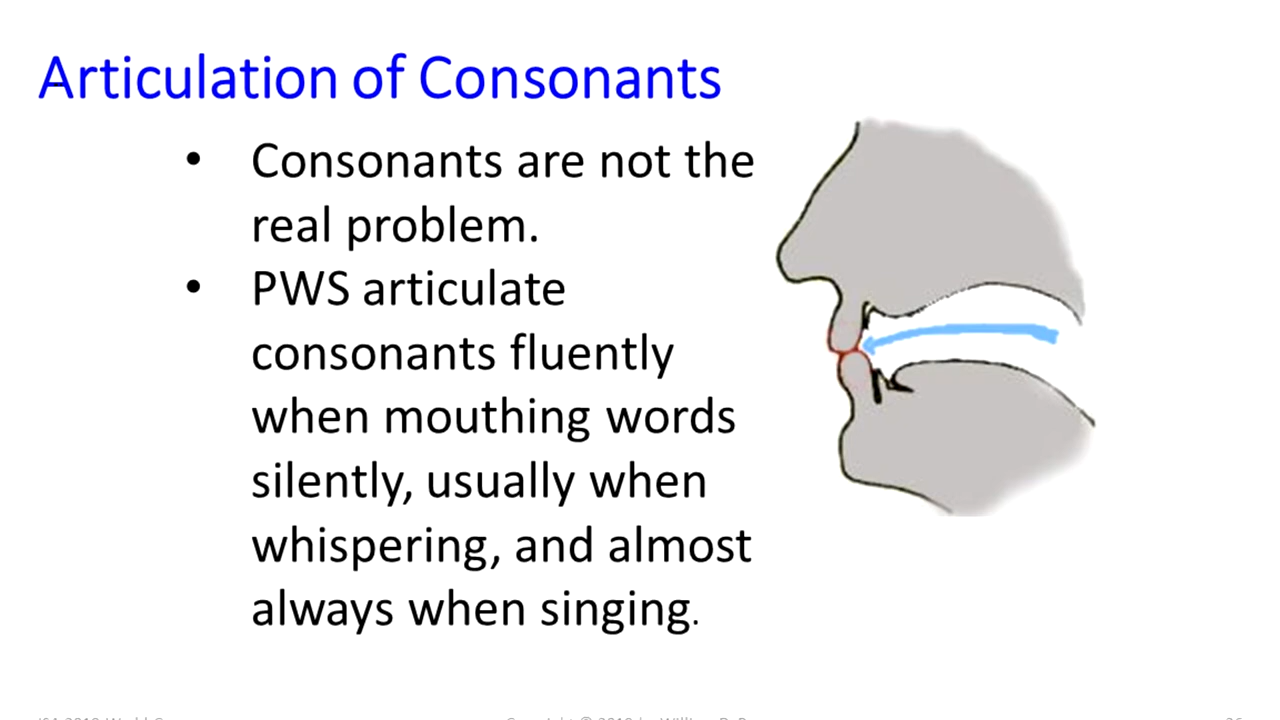 Articulation of Consonants
• Consonants are not the
real problem.
• PWS articulate
consonants fluently
when mouthing words
silently, usually when
whispering, and almost
always when singing.